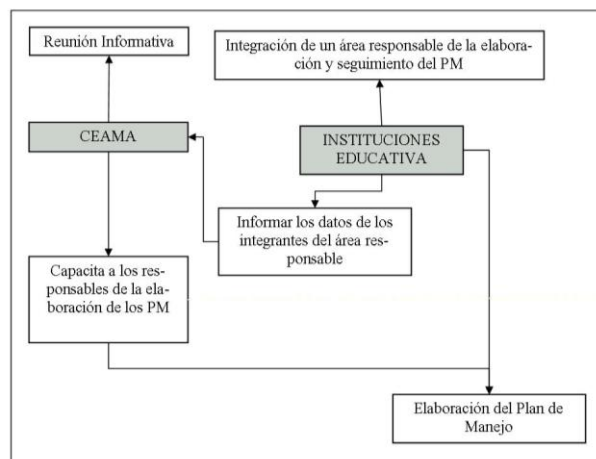 Reunión Informativa
Integración de un área responsable de la elabora-
ción y seguimiento del PM
CEAMA
INSTITUCIONES
EDUCATIVA
Informar los datos de los
integrantes del área res-
ponsable
Capacita a los res-
ponsables de la ela-
boración de los PM
Elaboración del Plan de
Manejo